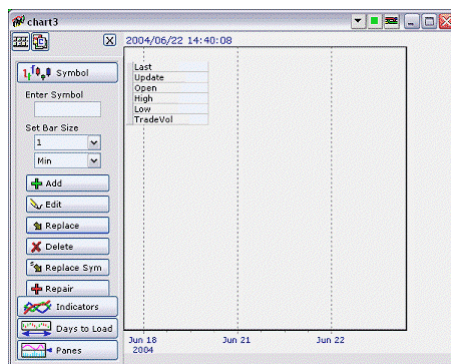 chart3
2004/06/22 14:40:08
Symbol
Enter Symbol
Set Bar Size
1
Min
Add
Edit
Replace
Delete
Replace Sym
Repair
Indicators
Days to Load
Panes
Last
Update
Open
High
Low
TradeVol
Jun 18 Jun 21 Jun 22
2004